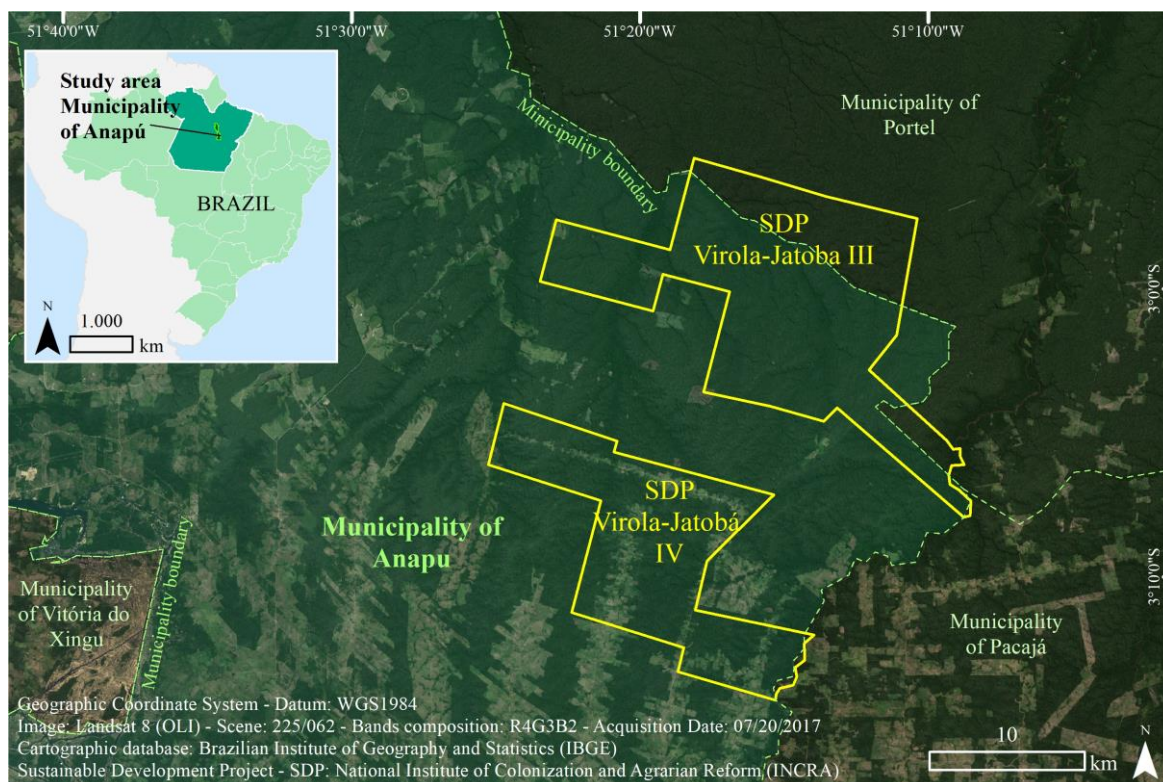 51°40'0"W
51°30'0"W
51°20'0"W
51°10'0"W
Study area
Municipality
of Anapú
BRAZIL
N
1.000
km
Municipality of
Portel
Minicipality boundary
SDP
Virola-Jatoba III
3°0'0"S
SDP
Virola-Jatobá
IV
Municipality of
Anapu
3°10'0"S
Municipality
of Vitória do
Xingu
Municipality boundary
Municipality
of Pacajá
Geographic Coordinate System - Datum: WGS1984
Image: Landsat 8 (OLI) - Scene: 225/062 - Bands composition: R4G3B2 - Acquisition Date: 07/20/2017
Cartographic database: Brazilian Institute of Geography and Statistics (IBGE)
Sustainable Development Project - SDP: National Institute of Colonization and Agrarian Reform (INCRA)
10
km
N